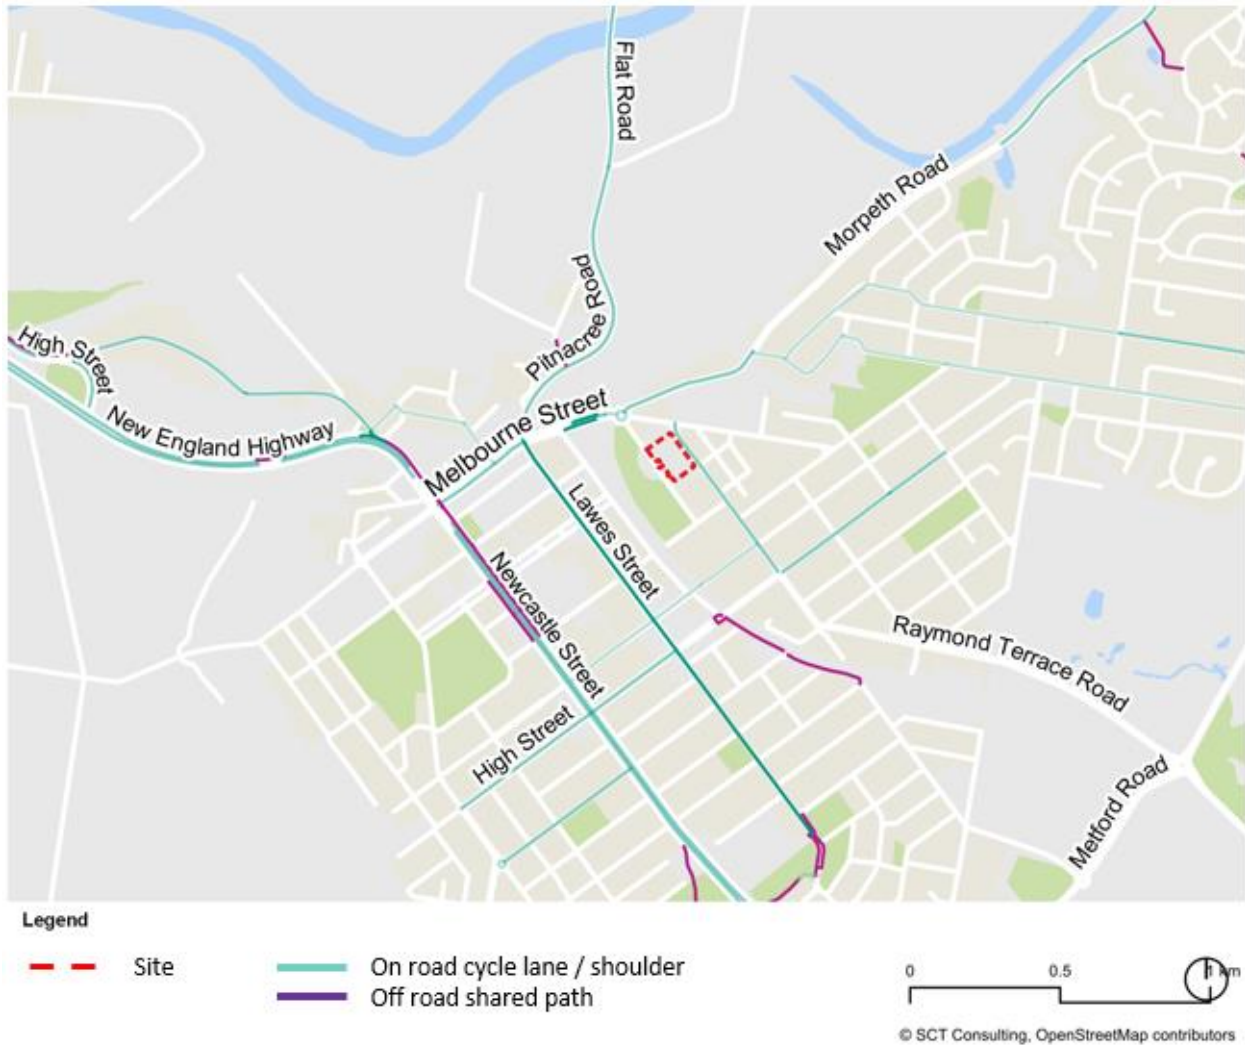 Flat Road
Morpeth Road
Pitnacree Road
High Street
New England Highway
Melbourne Street
Lawes Street
Newcastle Street
Raymond Terrace Road
High Street
Metford Road
Legend
Site
On road cycle lane / shoulder
Off road shared path
0 0.5 1 km
© SCT Consulting, OpenStreetMap contributors